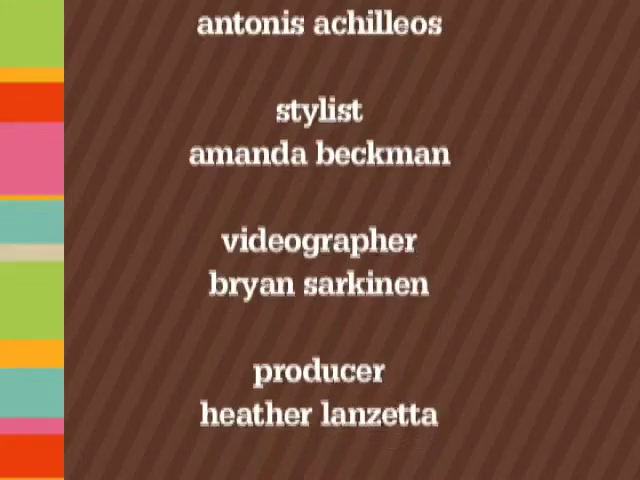 antonis achilleos
stylist
amanda beckman
videographer
bryan sarkinen
producer
heather lanzetta